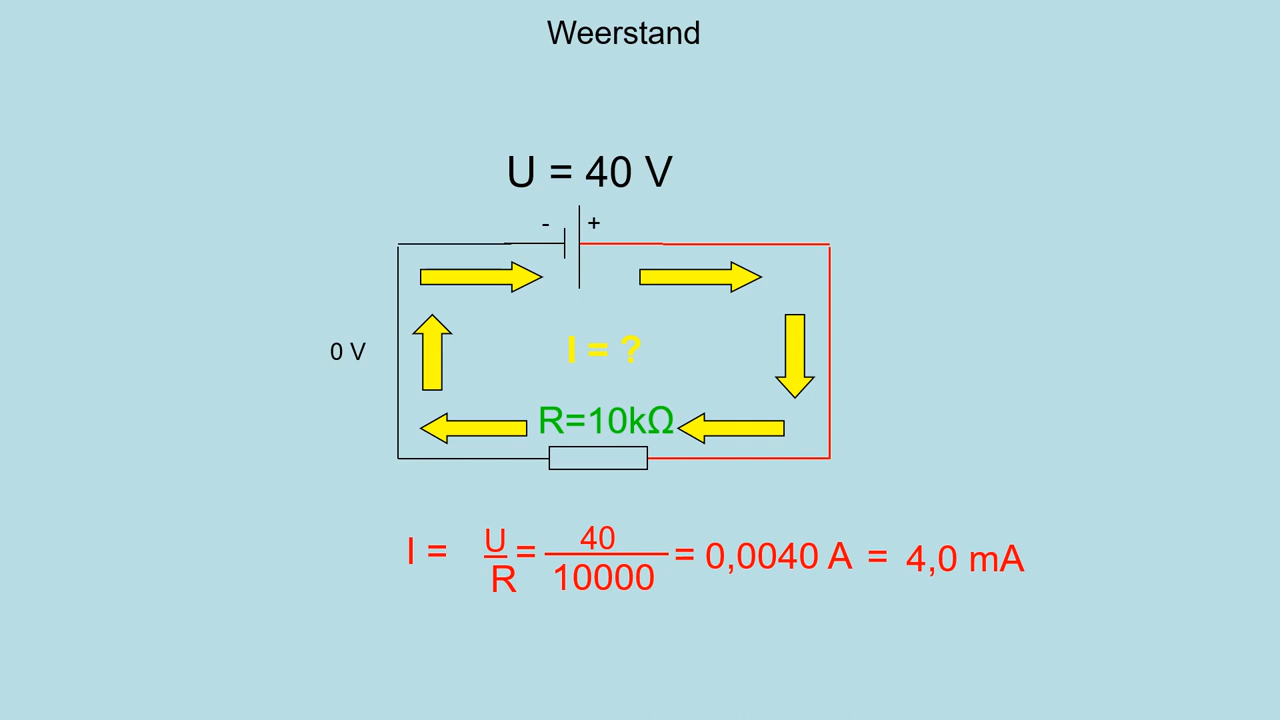 Weerstand
U = 40 V
- +
0 V
I = ?
R=10kΩ
I = U/R = 40/10000 = 0,0040 A = 4,0 mA